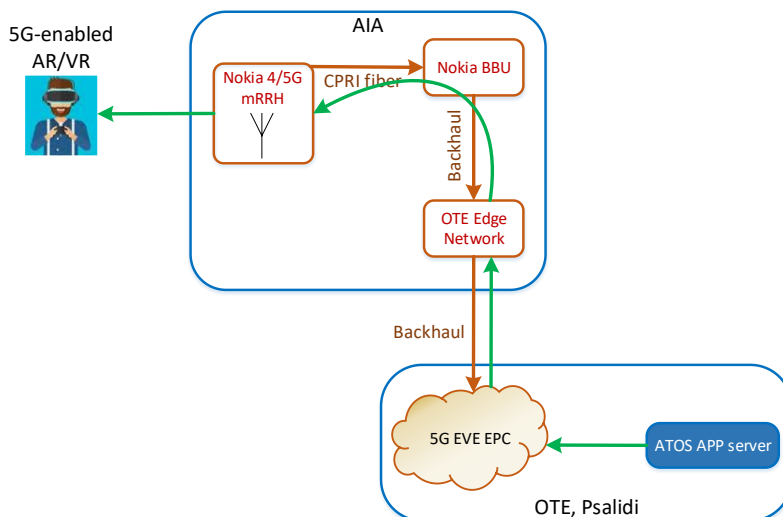 AIA
5G-enabled
AR/VR
Nokia 4/5G
mRRH
CPRI fiber
Nokia BBU
Backhaul
OTE Edge
Network
Backhaul
5G EVE EPC
ATOS APP server
OTE, Psalidi